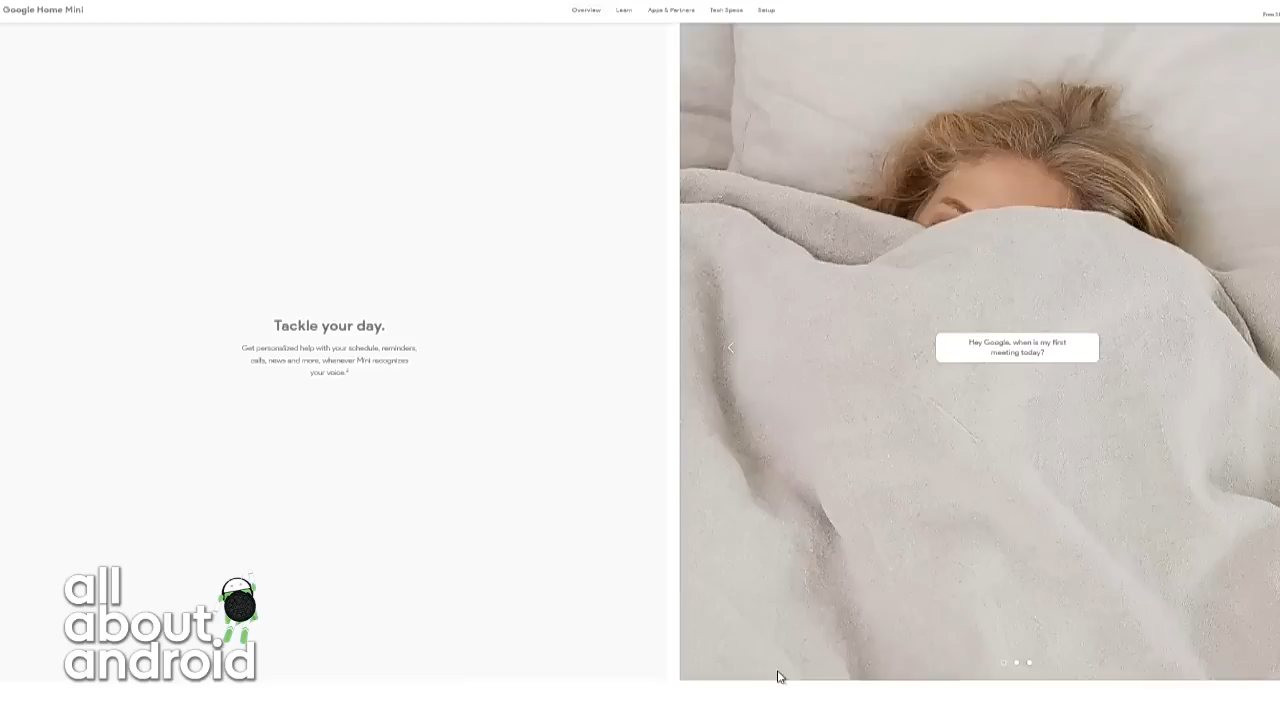 Google Home Mini
Overview
Learn
Apps & Partners
Tech Specs
Setup
Tackle your day.
Get personalized help with your schedule, reminders,
calls, news and more, whenever Mini recognizes
your voice.
Hey Google, when is my first
meeting today?
all
about
android